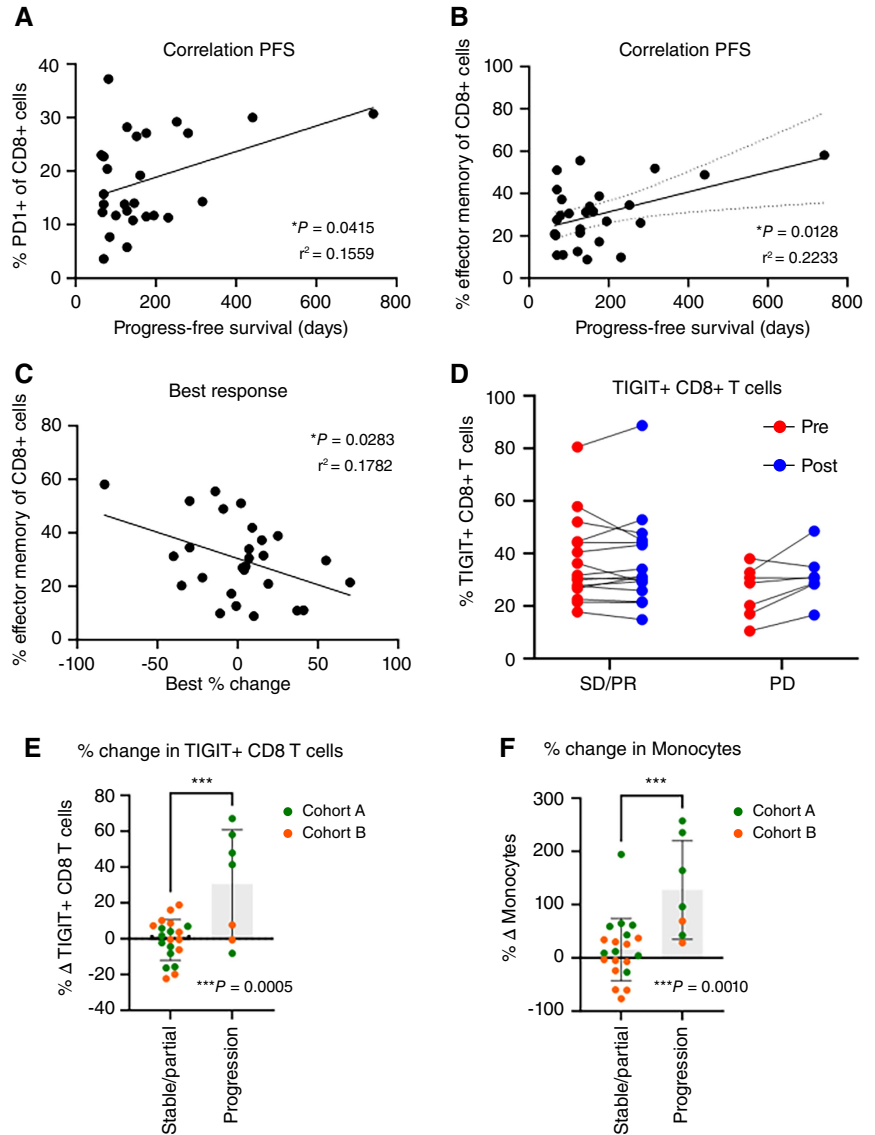 A
Correlation PFS
% PD1+ of CD8+ cells
40
30
20
10
0
*P = 0.0415
r² = 0.1559
0 200 400 600 800
Progress-free survival (days)
B
Correlation PFS
% effector memory of CD8+ cells
100
80
60
40
20
0
*P = 0.0128
r² = 0.2233
0 200 400 600 800
Progress-free survival (days)
C
Best response
% effector memory of CD8+ cells
80
60
40
20
0
*P = 0.0283
r² = 0.1782
-100 -50 0 50 100
Best % change
D
TIGIT+ CD8+ T cells
% TIGIT+ CD8+ T cells
100
80
60
40
20
0
Pre
Post
SD/PR PD
E
% change in TIGIT+ CD8 T cells
% Δ TIGIT+ CD8 T cells
80
60
40
20
0
-20
-40
***
Cohort A
Cohort B
***P = 0.0005
Stable/partial
Progression
F
% change in Monocytes
% Δ Monocytes
300
200
100
0
-100
***
Cohort A
Cohort B
***P = 0.0010
Stable/partial
Progression